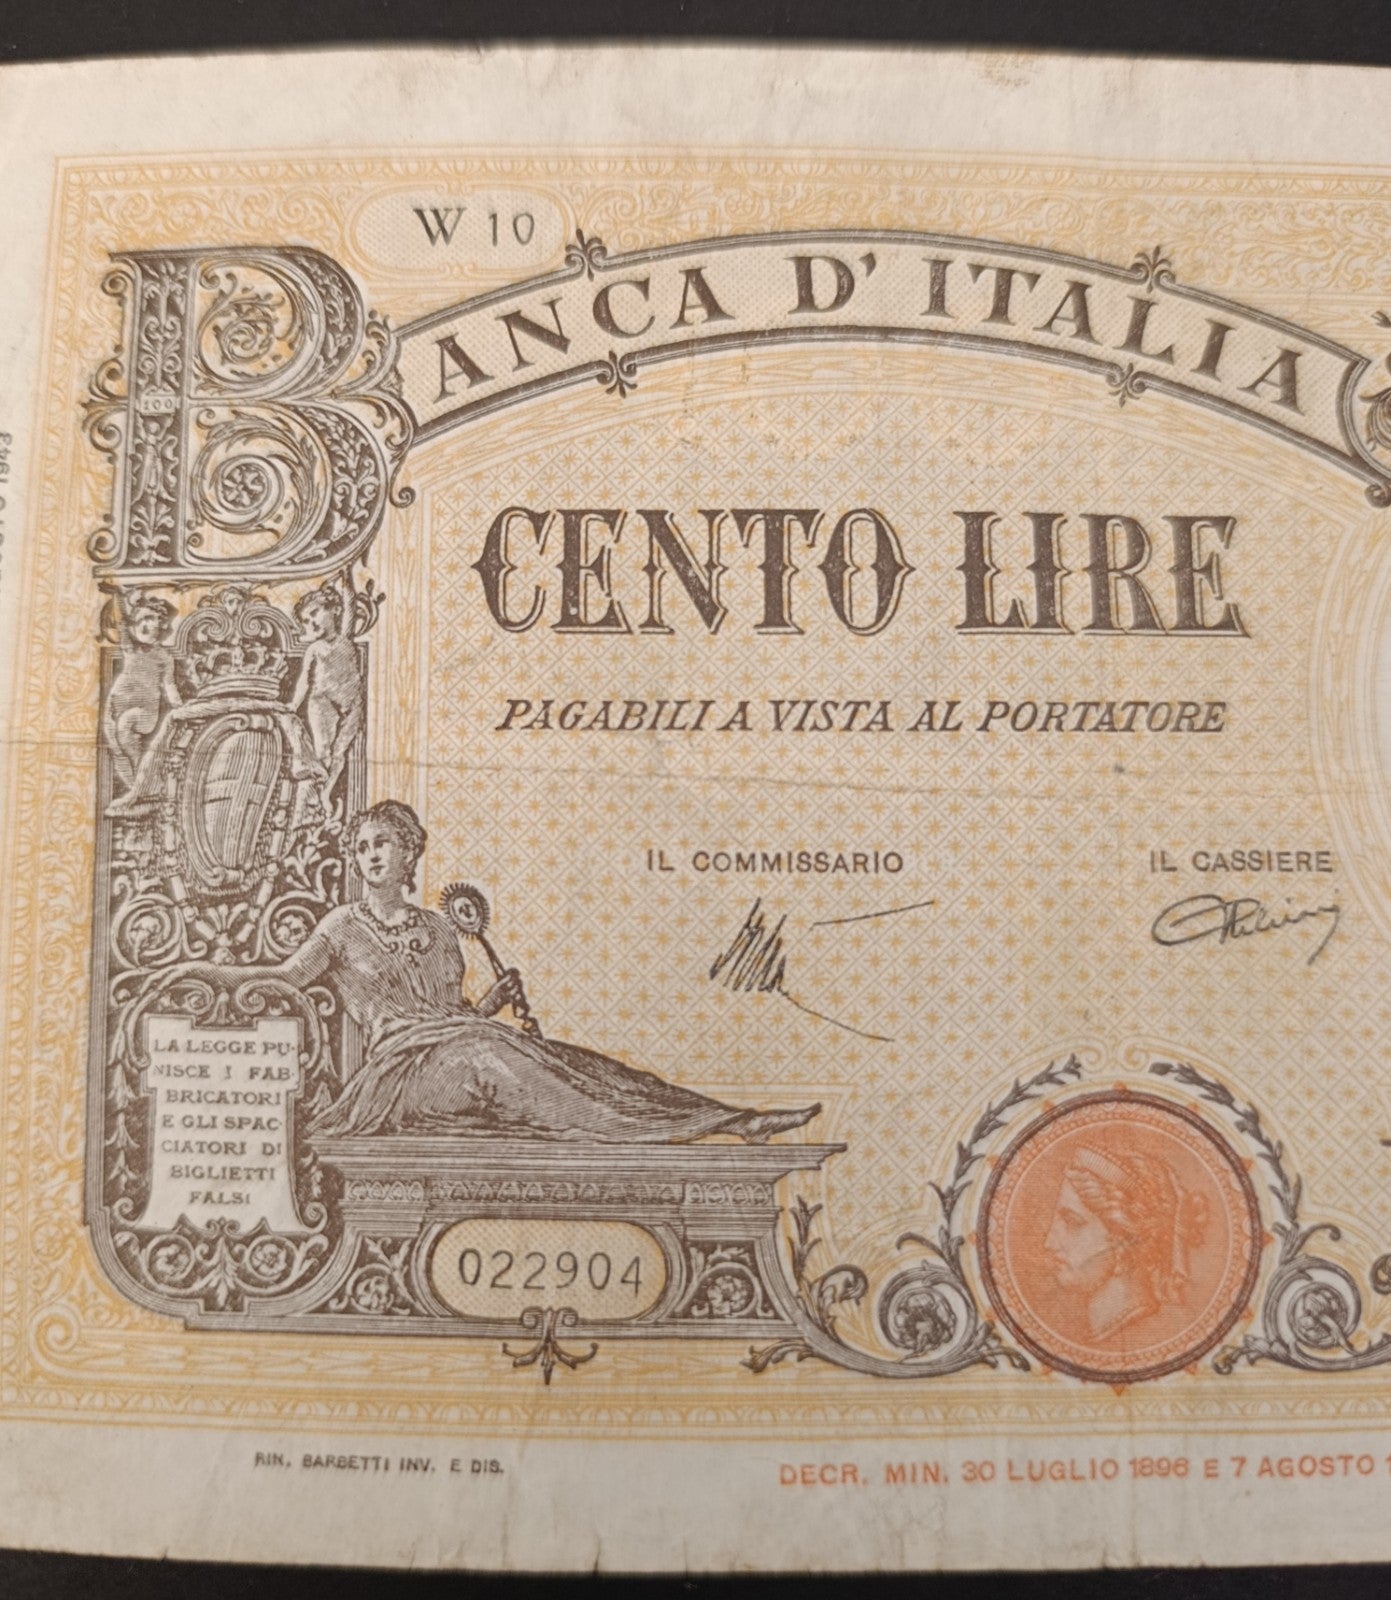 W 10
BANCA D'ITALIA
100
CENTO LIRE
PAGABILI A VISTA AL PORTATORE
IL COMMISSARIO
IL CASSIERE
LA LEGGE PU-
NISCE I FAB-
BRICATORI
E GLI SPAC-
CIATORI DI
BIGLIETTI
FALSI
022904
RIN. BARBETTI INV. E DIS.
DECR. MIN. 30 LUGLIO 1896 E 7 AGOSTO